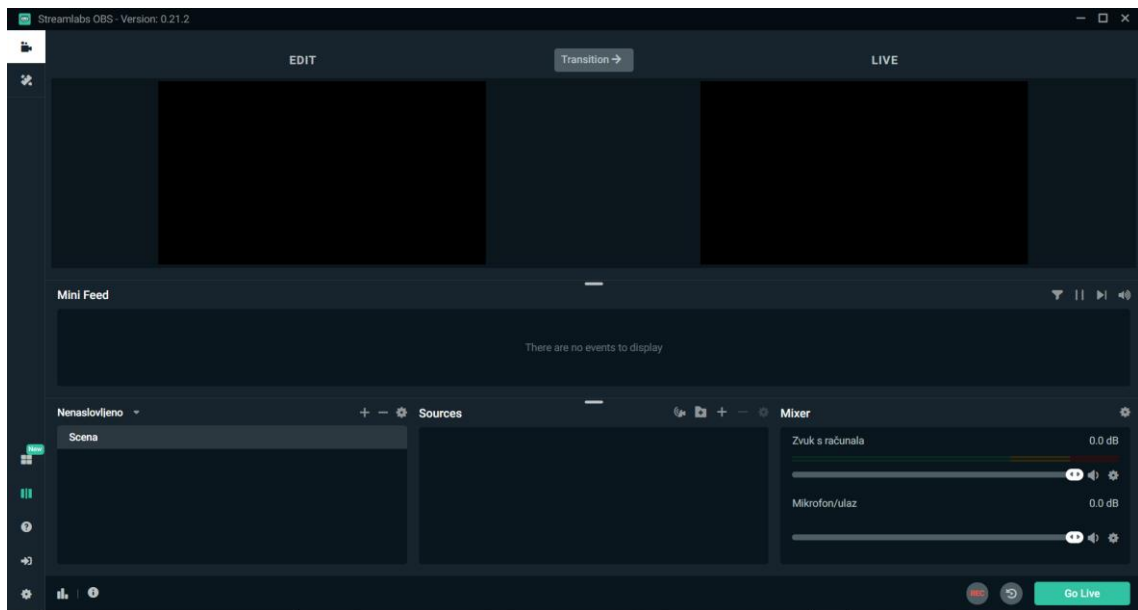 Streamlabs OBS - Version: 0.21.2
EDIT
Transition
LIVE
Mini Feed
There are no events to display
Nenaslovljeno
Sources
Mixer
Scena
Zvuk s računala
0.0 dB
New
Mikrofon/ulaz
0.0 dB
REC
Go Live